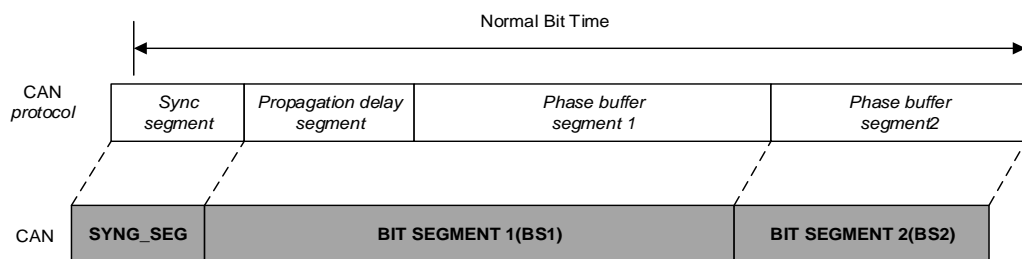 Normal Bit Time
CAN
protocol
Sync
segment
Propagation delay
segment
Phase buffer
segment 1
Phase buffer
segment2
CAN
SYNG_SEG
BIT SEGMENT 1(BS1)
BIT SEGMENT 2(BS2)